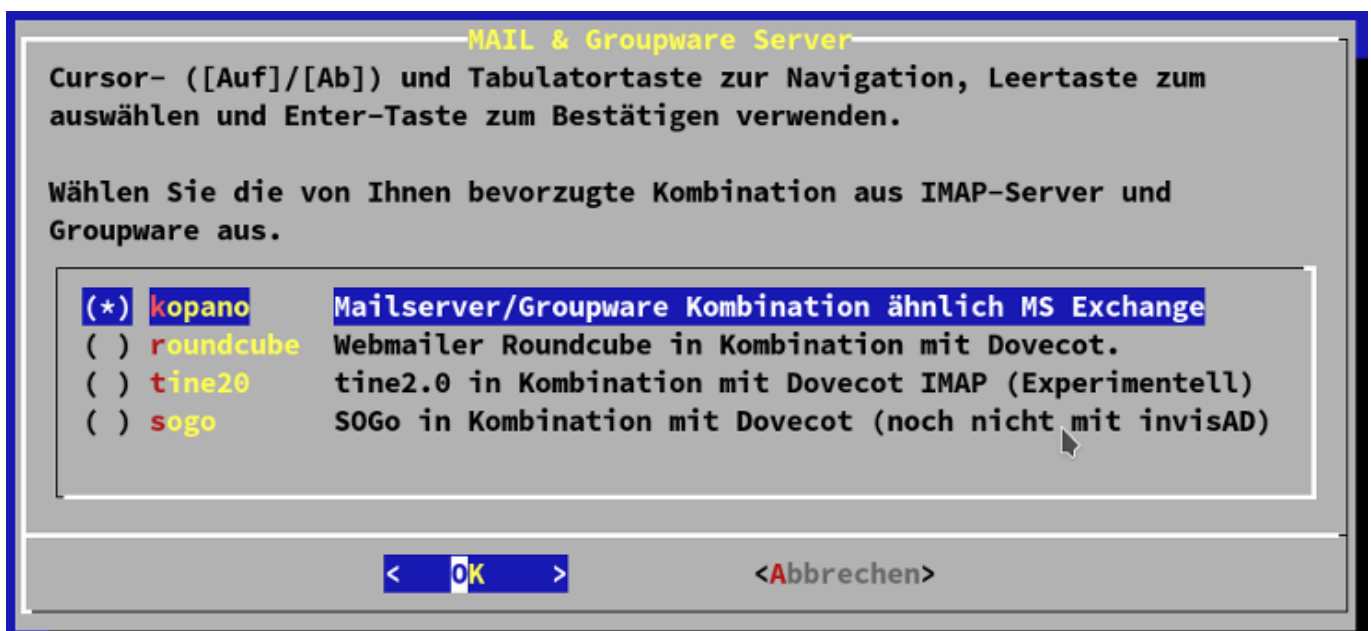 MAIL & Groupware Server
Cursor- ([Auf]/[Ab]) und Tabulatortaste zur Navigation, Leertaste zum
auswählen und Enter-Taste zum Bestätigen verwenden.
Wählen Sie die von Ihnen bevorzugte Kombination aus IMAP-Server und
Groupware aus.
(*) kopano Mailserver/Groupware Kombination ähnlich MS Exchange
( ) roundcube Webmailer Roundcube in Kombination mit Dovecot.
( ) tine20 tine2.0 in Kombination mit Dovecot IMAP (Experimentell)
( ) sogo SOGo in Kombination mit Dovecot (noch nicht mit invisAD)
< OK > <Abbrechen>